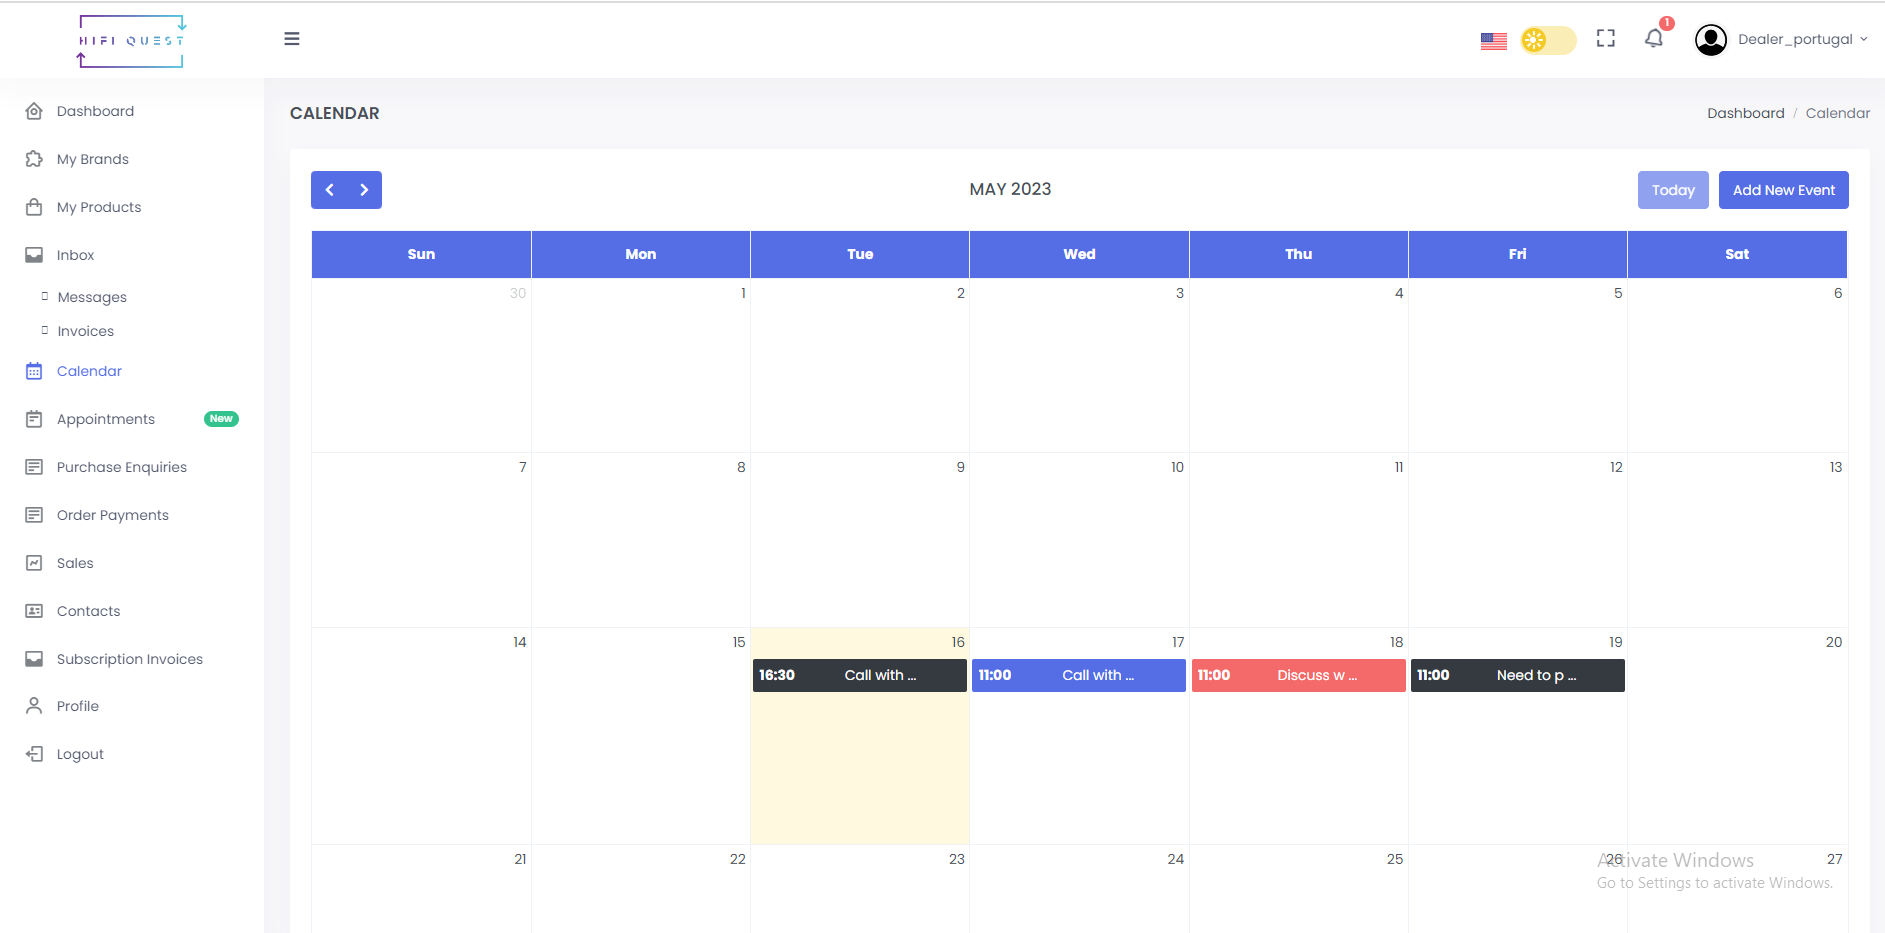 HIFI QUEST
1
Dealer_portugal
Dashboard
My Brands
My Products
Inbox
Messages
Invoices
Calendar
Appointments New
Purchase Enquiries
Order Payments
Sales
Contacts
Subscription Invoices
Profile
Logout
CALENDAR
Dashboard / Calendar
MAY 2023
Today Add New Event
Sun Mon Tue Wed Thu Fri Sat
30 1 2 3 4 5 6
7 8 9 10 11 12 13
14 15 16 17 18 19 20
16:30 Call with ... 11:00 Call with ... 11:00 Discuss w ... 11:00 Need to p ...
21 22 23 24 25 26 27
Activate Windows
Go to Settings to activate Windows.